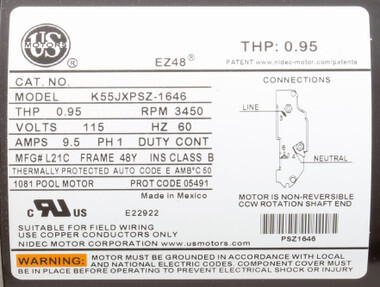 US
MOTORS
®
EZ48®
THP: 0.95
PATENT www.nidec-motor.com/patents
CAT. NO.
MODEL K55JXPSZ-1646
THP 0.95 RPM 3450
VOLTS 115 HZ 60
AMPS 9.5 PH 1 DUTY CONT
MFG# L21C FRAME 48Y INS CLASS B
THERMALLY PROTECTED AUTO CODE E AMB°C 50
1081 POOL MOTOR PROT CODE 05491
Made in Mexico
CONNECTIONS
LINE
NEUTRAL
MOTOR IS NON-REVERSIBLE
CCW ROTATION SHAFT END
PSZ1646
C US
E22922
SUITABLE FOR FIELD WIRING
USE COPPER CONDUCTORS ONLY
NIDEC MOTOR CORPORATION www.usmotors.com
WARNING: MOTOR MUST BE GROUNDED IN ACCORDANCE WITH LOCAL
AND NATIONAL ELECTRIC CODES. COMPONENT COMPARTMENT COVER MUST
BE IN PLACE BEFORE OPERATING TO PREVENT ELECTRICAL SHOCK OR INJURY